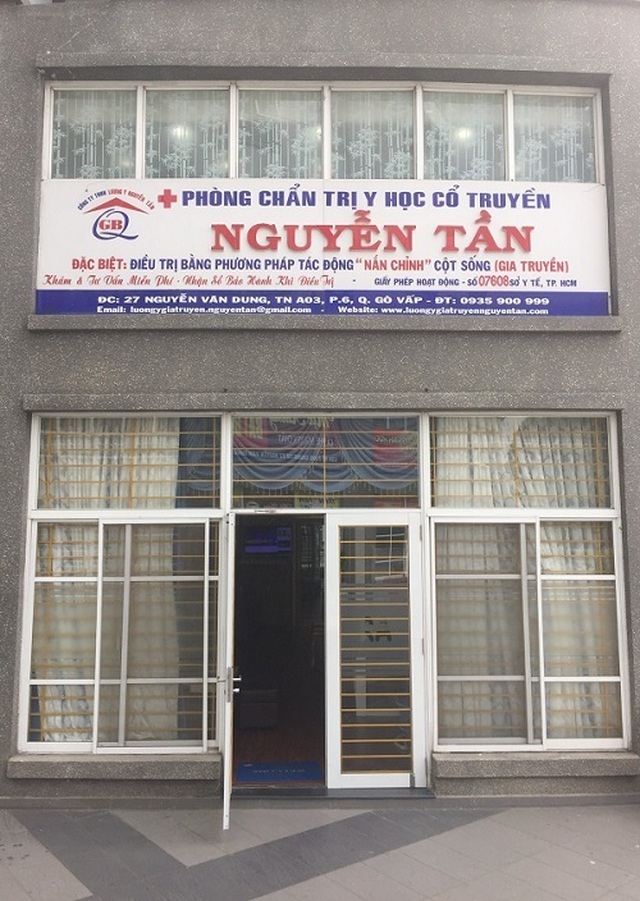 CÔNG TY TNHH LƯƠNG Y NGUYỄN TẦN
GB
PHÒNG CHẨN TRỊ Y HỌC CỔ TRUYỀN
NGUYỄN TẦN
ĐẶC BIỆT: ĐIỀU TRỊ BẰNG PHƯƠNG PHÁP TÁC ĐỘNG "NẮN CHỈNH" CỘT SỐNG (GIA TRUYỀN)
Khám & Tư Vấn Miễn Phí - Nhận Sổ Bảo Hành Khi Điều Trị - GIẤY PHÉP HOẠT ĐỘNG - SỐ 07608 SỞ Y TẾ, TP. HCM
ĐC: 27 NGUYỄN VĂN DUNG, TN A03, P.6, Q. GÒ VẤP - ĐT: 0935 900 999
Email: luongygiatruyen.nguyentan@gmail.com - Website: www.luongygiatruyennguyentan.com